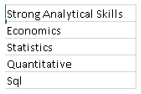 Strong Analytical Skills
Economics
Statistics
Quantitative
Sql